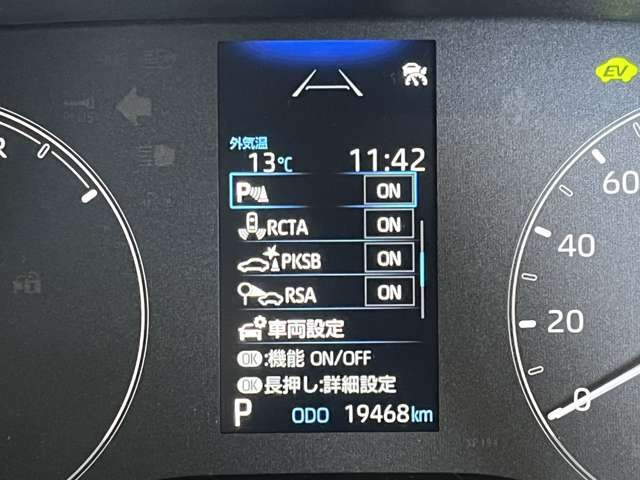 EV
外気温
13℃ 11:42
P ON
RCTA ON
PKSB ON
RSA ON
車両設定
OK:機能 ON/OFF
OK長押し:詳細設定
P ODO 19468km
R
60
40
20
0